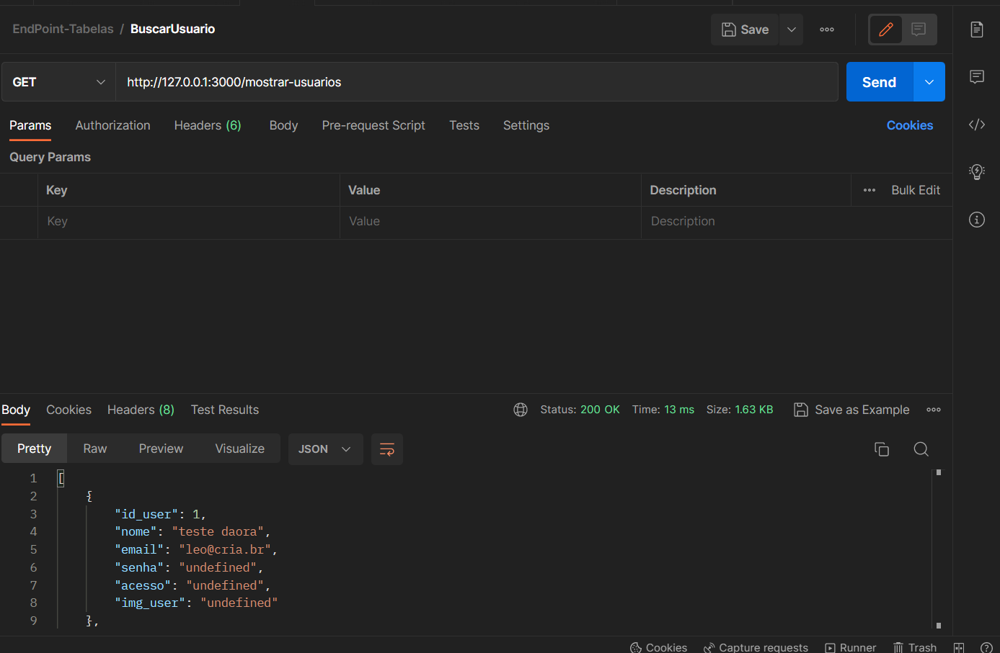 EndPoint-Tabelas / BuscarUsuario
Save
GET
http://127.0.0.1:3000/mostrar-usuarios
Send
Params Authorization Headers (6) Body Pre-request Script Tests Settings Cookies
Query Params
Key Value Description Bulk Edit
Key Value Description
Body Cookies Headers (8) Test Results Status: 200 OK Time: 13 ms Size: 1.63 KB Save as Example
Pretty Raw Preview Visualize JSON
1 [
2 {
3 "id_user": 1,
4 "nome": "teste daora",
5 "email": "leo@cria.br",
6 "senha": "undefined",
7 "acesso": "undefined",
8 "img_user": "undefined"
9 },
Cookies Capture requests Runner Trash